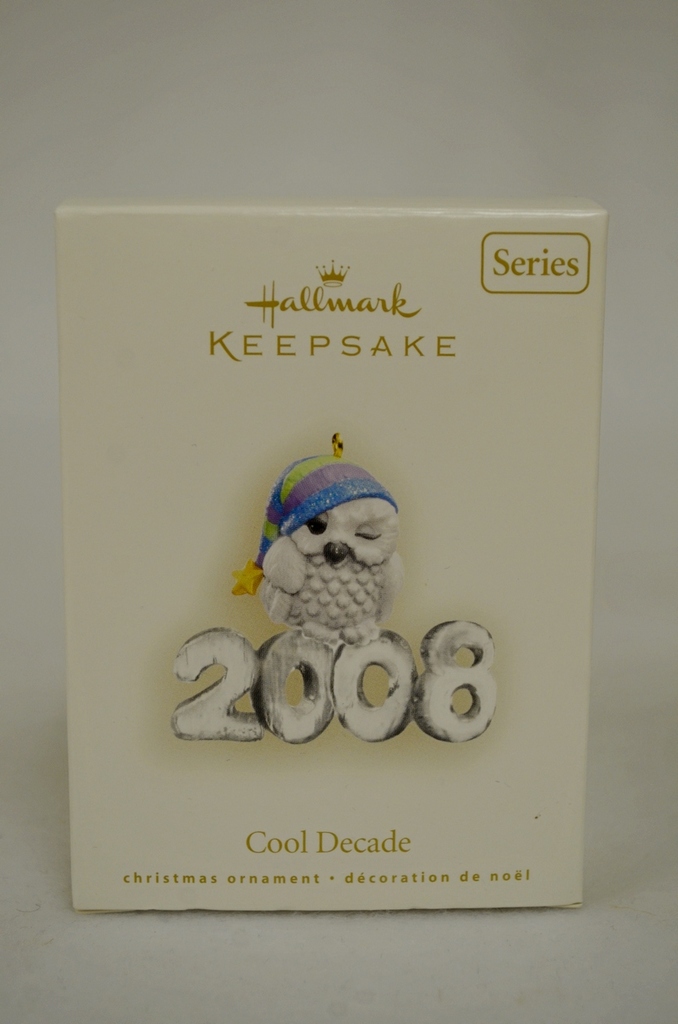 Series
Hallmark
KEEPSAKE
2008
Cool Decade
christmas ornament • décoration de noël